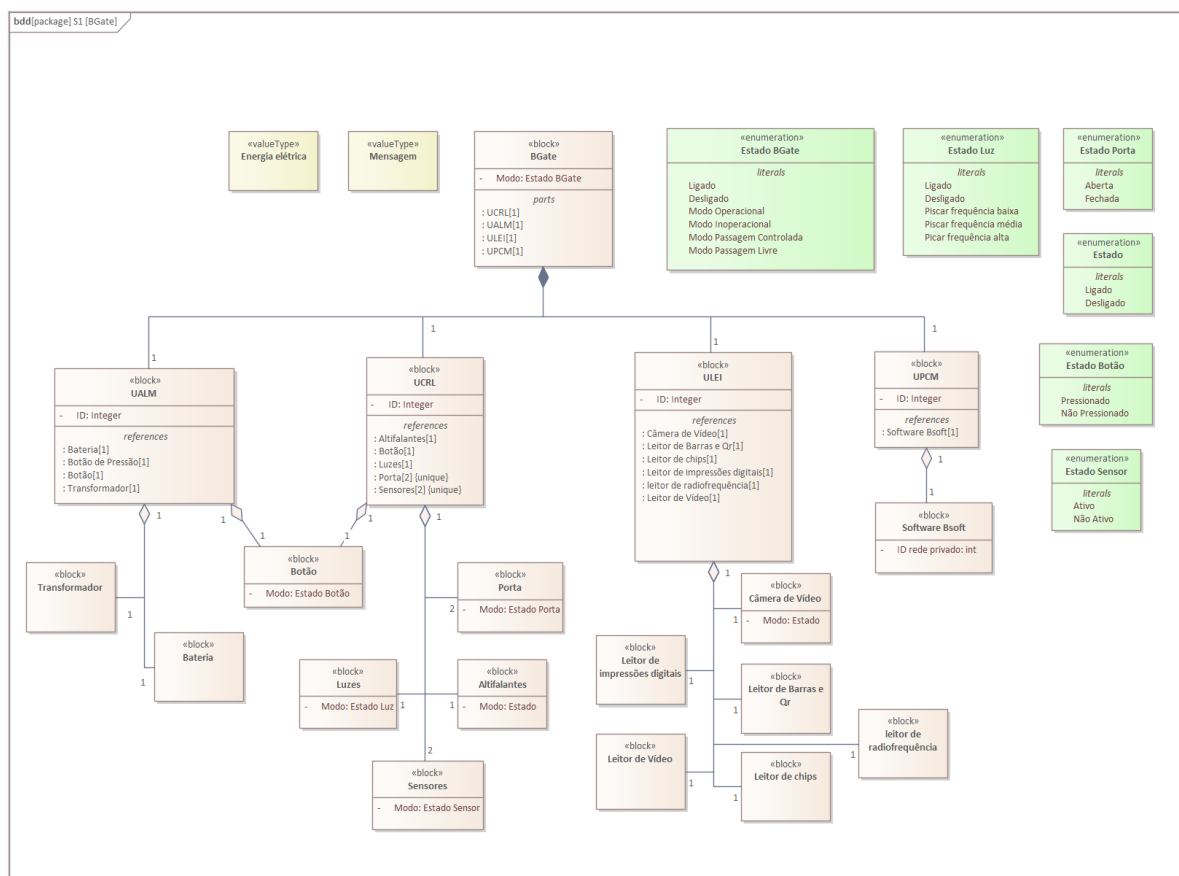 bdd[package] S1 [BGate]
«valueType»
Energia elétrica
«valueType»
Mensagem
«block»
BGate
- Modo: Estado BGate
parts
: UCRL[1]
: UALM[1]
: ULEI[1]
: UPCM[1]
«enumeration»
Estado BGate
literals
Ligado
Desligado
Modo Operacional
Modo Inoperacional
Modo Passagem Controlada
Modo Passagem Livre
«enumeration»
Estado Luz
literals
Ligado
Desligado
Piscar frequência baixa
Piscar frequência média
Picar frequência alta
«enumeration»
Estado Porta
literals
Aberta
Fechada
«enumeration»
Estado
literals
Ligado
Desligado
«enumeration»
Estado Botão
literals
Pressionado
Não Pressionado
«enumeration»
Estado Sensor
literals
Ativo
Não Ativo
1
1
1
1
«block»
UALM
- ID: Integer
references
: Bateria[1]
: Botão de Pressão[1]
: Botão[1]
: Transformador[1]
«block»
UCRL
- ID: Integer
references
: Altifalantes[1]
: Botão[1]
: Luzes[1]
: Porta[2] {unique}
: Sensores[2] {unique}
«block»
ULEI
- ID: Integer
references
: Câmera de Vídeo[1]
: Leitor de Barras e Qr[1]
: Leitor de chips[1]
: Leitor de impressões digitais[1]
: leitor de radiofrequência[1]
: Leitor de Vídeo[1]
«block»
UPCM
- ID: Integer
references
: Software Bsoft[1]
1
1
«block»
Software Bsoft
- ID rede privado: int
1
1
1
1
1
1
«block»
Transformador
1
«block»
Bateria
1
«block»
Botão
- Modo: Estado Botão
«block»
Porta
- Modo: Estado Porta
2
«block»
Luzes
- Modo: Estado Luz
1
«block»
Altifalantes
- Modo: Estado
1
2
«block»
Sensores
- Modo: Estado Sensor
1
«block»
Câmera de Vídeo
- Modo: Estado
1
«block»
Leitor de
impressões digitais
1
«block»
Leitor de Barras e
Qr
1
«block»
leitor de
radiofrequência
1
«block»
Leitor de Vídeo
1
«block»
Leitor de chips
1